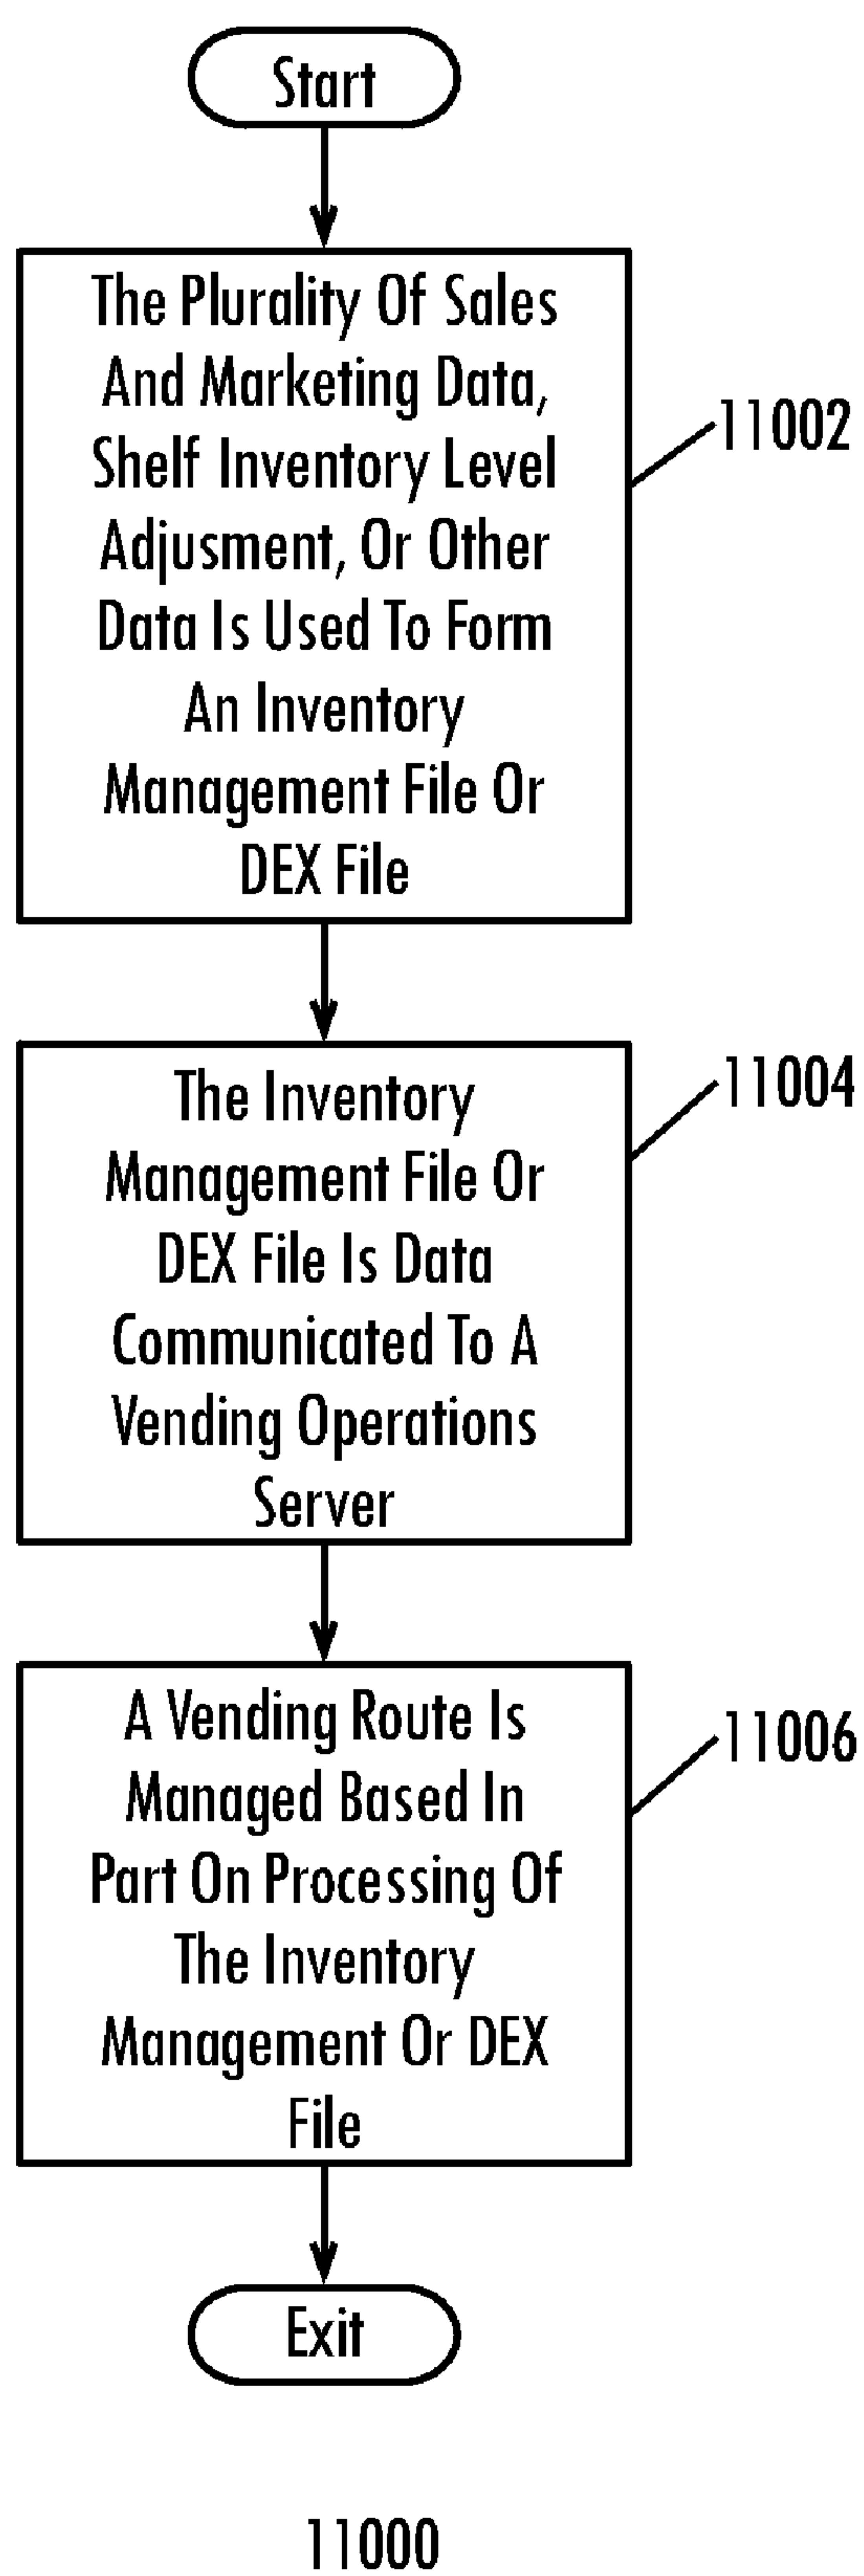 Start
The Plurality Of Sales
And Marketing Data,
Shelf Inventory Level
Adjusment, Or Other
Data Is Used To Form
An Inventory
Management File Or
DEX File
11002
The Inventory
Management File Or
DEX File Is Data
Communicated To A
Vending Operations
Server
11004
A Vending Route Is
Managed Based In
Part On Processing Of
The Inventory
Management Or DEX
File
11006
Exit
11000